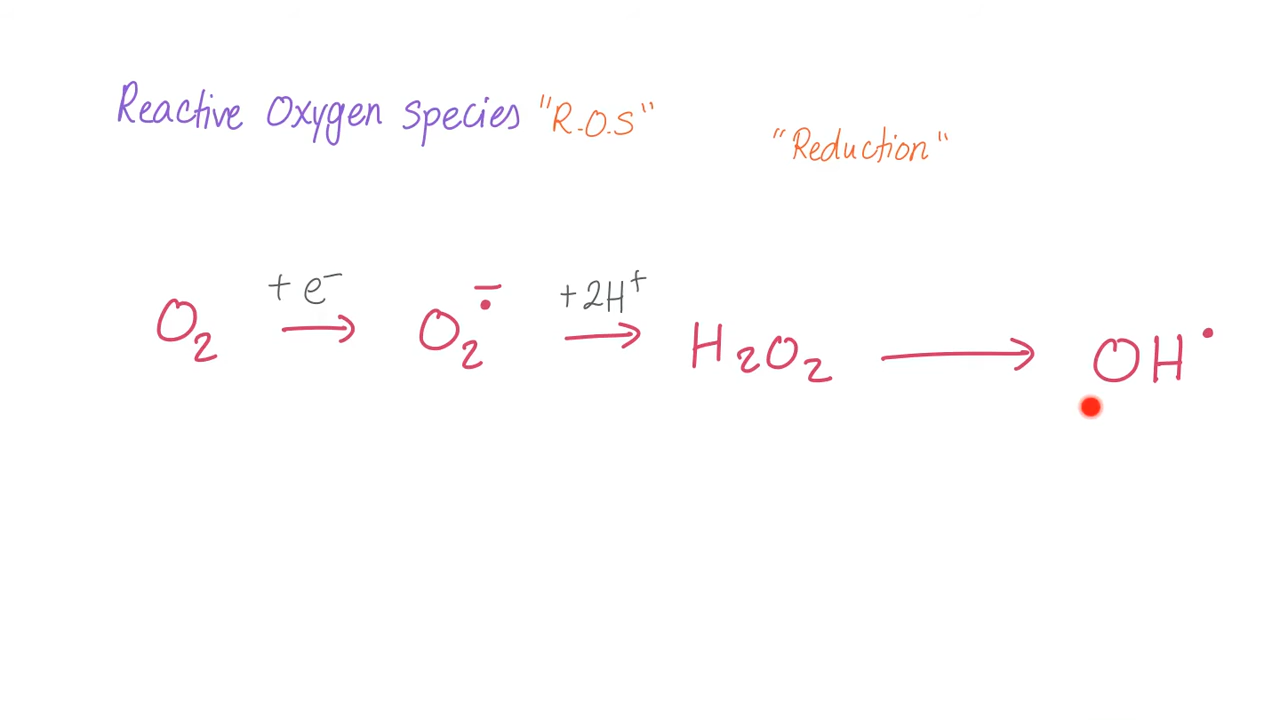 Reactive Oxygen species "R.O.S"
"Reduction"
+ e⁻ +2H⁺
O₂ → O₂•⁻ → H₂O₂ → OH•